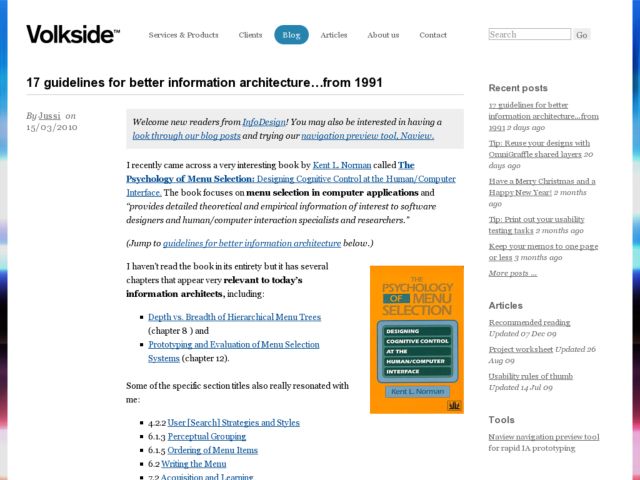 Volkside™
Services & Products Clients Blog Articles About us Contact
Search Go
17 guidelines for better information architecture…from 1991
By Jussi on
15/03/2010
Welcome new readers from InfoDesign! You may also be interested in having a
look through our blog posts and trying our navigation preview tool, Naview.
I recently came across a very interesting book by Kent L. Norman called The
Psychology of Menu Selection: Designing Cognitive Control at the Human/Computer
Interface. The book focuses on menu selection in computer applications and
“provides detailed theoretical and empirical information of interest to software
designers and human/computer interaction specialists and researchers.”
(Jump to guidelines for better information architecture below.)
I haven't read the book in its entirety but it has several
chapters that appear very relevant to today's
information architects, including:
Depth vs. Breadth of Hierarchical Menu Trees
(chapter 8 ) and
Prototyping and Evaluation of Menu Selection
Systems (chapter 12).
Some of the specific section titles also really resonated with
me:
4.2.2 User [Search] Strategies and Styles
6.1.3 Perceptual Grouping
6.1.5 Ordering of Menu Items
6.2 Writing the Menu
7.2 Acquisition and Learning
THE
PSYCHOLOGY
OF MENU
SELECTION
DESIGNING
COGNITIVE CONTROL
AT THE
HUMAN/COMPUTER
INTERFACE
Kent L. Norman
Recent posts
17 guidelines for better
information architecture…from
1991 2 days ago
Tip: Reuse your designs with
OmniGraffle shared layers 20
days ago
Have a Merry Christmas and a
Happy New Year! 2 months
ago
Tip: Print out your usability
testing tasks 2 months ago
Keep your memos to one page
or less 3 months ago
More posts ...
Articles
Recommended reading
Updated 07 Dec 09
Project worksheet Updated 26
Aug 09
Usability rules of thumb
Updated 14 Jul 09
Tools
Naview navigation preview tool
for rapid IA prototyping